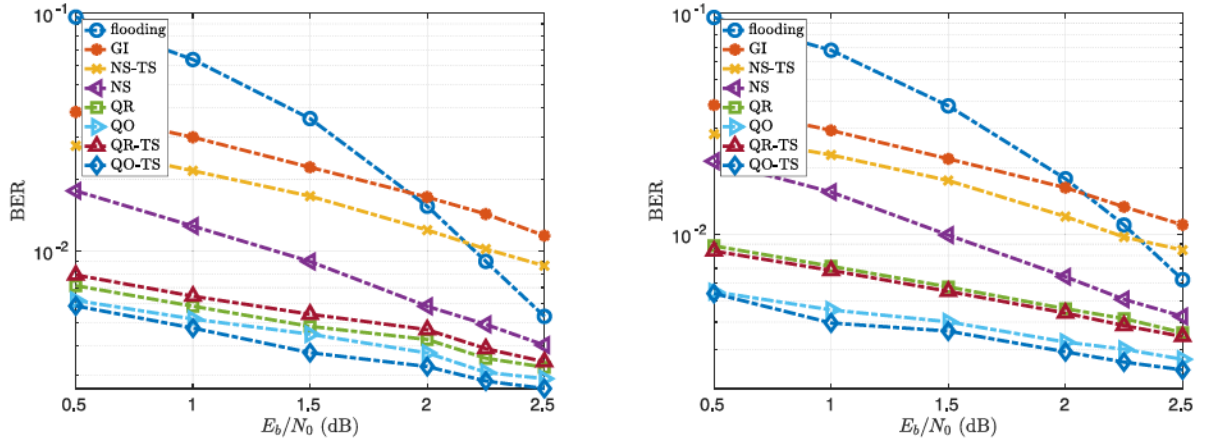 10^-1
flooding
GI
NS-TS
NS
QR
QO
QR-TS
QO-TS
BER
10^-2
0.5 1 1.5 2 2.5
E_b/N_0 (dB)
10^-1
flooding
GI
NS-TS
NS
QR
QO
QR-TS
QO-TS
BER
10^-2
0.5 1 1.5 2 2.5
E_b/N_0 (dB)